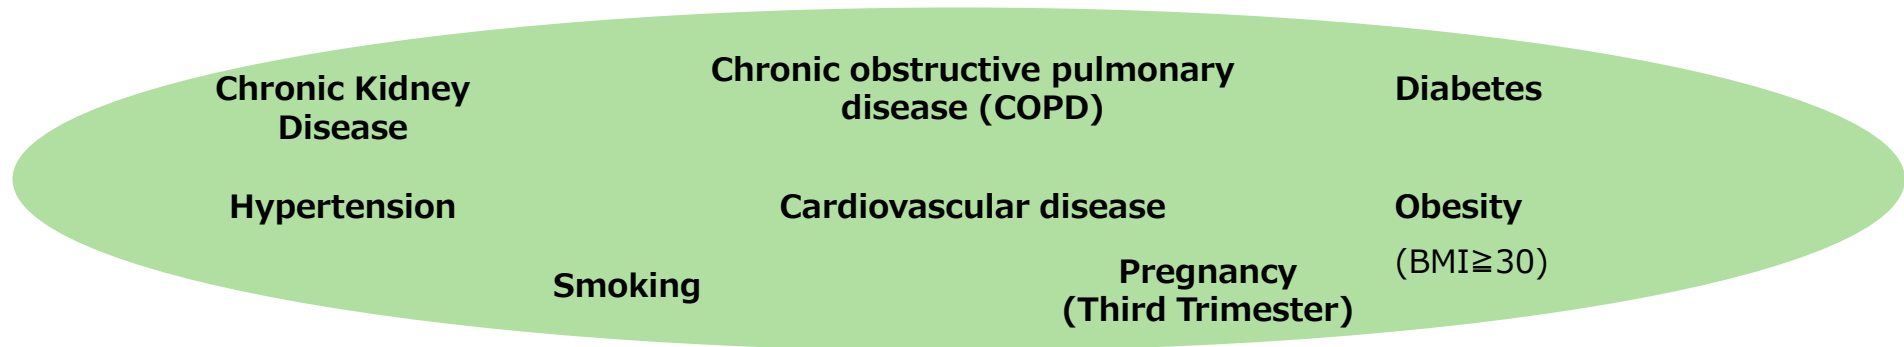 Chronic Kidney
Disease
Chronic obstructive pulmonary
disease (COPD)
Diabetes
Hypertension
Cardiovascular disease
Obesity
(BMI≧30)
Smoking
Pregnancy
(Third Trimester)